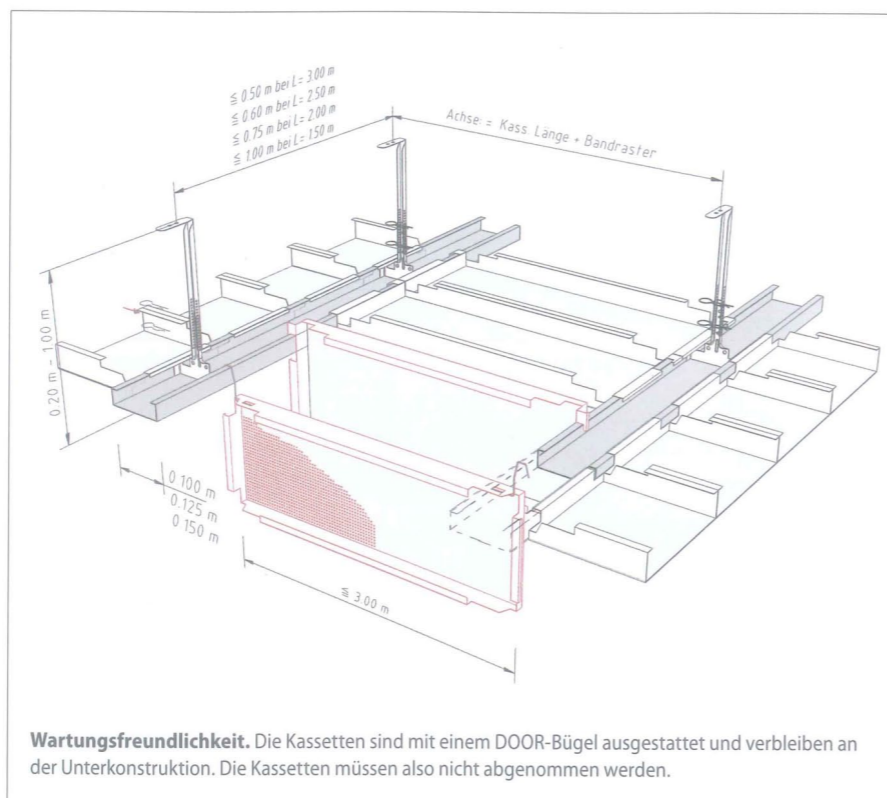 ≦ 0.50 m bei L= 3.00 m
≦ 0.60 m bei L= 2.50 m
≦ 0.75 m bei L= 2.00 m
≦ 1.00 m bei L= 1.50 m
Achse: = Kass. Länge + Bandraster
0.20 m – 1.00 m
0.100 m
0.125 m
0.150 m
≦ 3.00 m
Wartungsfreundlichkeit. Die Kassetten sind mit einem DOOR-Bügel ausgestattet und verbleiben an
der Unterkonstruktion. Die Kassetten müssen also nicht abgenommen werden.